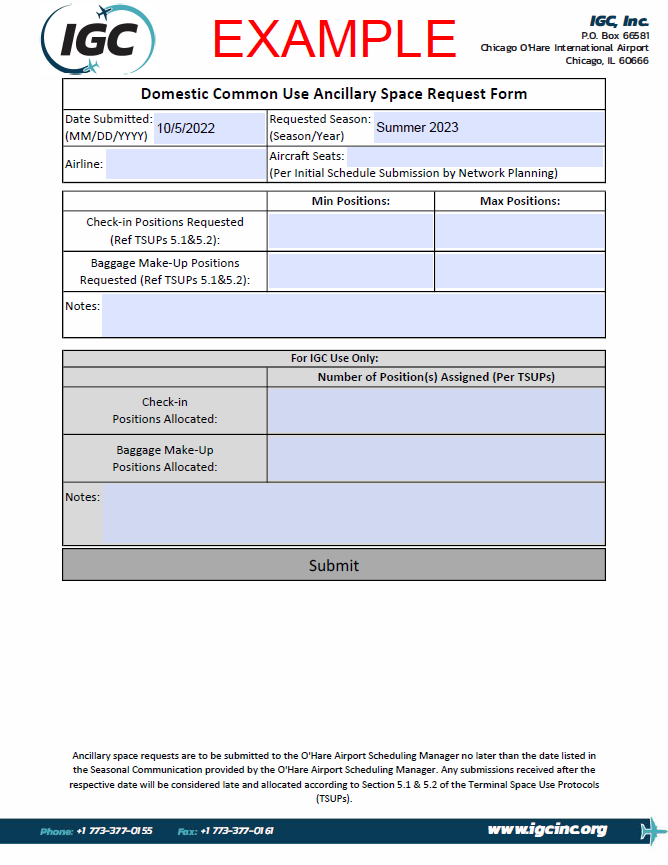 IGC
EXAMPLE
IGC, Inc.
P.O. Box 66581
Chicago O'Hare International Airport
Chicago, IL 60666
Domestic Common Use Ancillary Space Request Form
Date Submitted:
(MM/DD/YYYY)
10/5/2022
Requested Season:
(Season/Year)
Summer 2023
Airline:
Aircraft Seats:
(Per Initial Schedule Submission by Network Planning)
Min Positions:
Max Positions:
Check-in Positions Requested
(Ref TSUPs 5.1&5.2):
Baggage Make-Up Positions
Requested (Ref TSUPs 5.1&5.2):
Notes:
For IGC Use Only:
Number of Position(s) Assigned (Per TSUPs)
Check-in
Positions Allocated:
Baggage Make-Up
Positions Allocated:
Notes:
Submit
Ancillary space requests are to be submitted to the O'Hare Airport Scheduling Manager no later than the date listed in
the Seasonal Communication provided by the O'Hare Airport Scheduling Manager. Any submissions received after the
respective date will be considered late and allocated according to Section 5.1 & 5.2 of the Terminal Space Use Protocols
(TSUPs).
Phone: +1 773-377-0155 Fax: +1 773-377-0161 www.igcinc.org